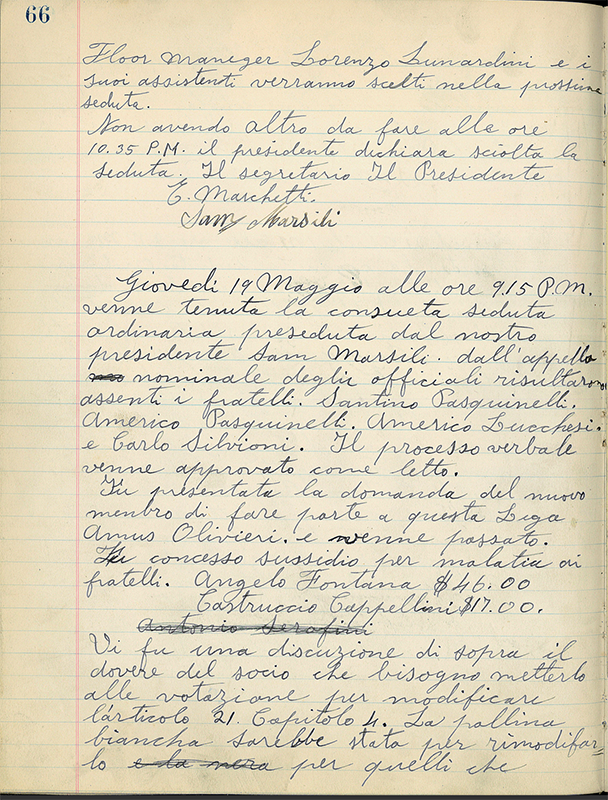 66
Floor maneger Lorenzo Lunardini e i
suoi assistenti verranno scelti nella prossima
seduta.
Non avendo altro da fare alle ore
10.35 P.M. il presidente dichiara sciolta la
seduta. Il segretario Il Presidente
E. Marchetti.
Sam Marsili
Giovedi 19 Maggio alle ore 9.15 P.M.
venne tenuta la consueta seduta
ordinaria preseduta dal nostro
presidente Sam Marsili. dall'appello
nominale deglie officiali risultarono
assenti i fratelli. Santino Pasquinelli.
Americo Pasquinelli. Americo Lucchesi.
e Carlo Silvioni. Il processo verbale
venne approvato come letto.
Fu presentata la domanda del nuovo
menbro di fare parte a questa Lega
Amus Olivieri. e venne passato.
Fu concesso sussidio per malatia ai
fratelli. Angelo Fontana $46.00
Castruccio Cappellini $17.00.
Antonio Serafini
Vi fu una discuzione di sopra il
dovere del socio che bisogno metterlo
alle votazione per modificare
l'articolo 21. Capitolo 4. La pallina
biancha sarebbe stata per rimodifar=
lo e la nera per quelli che